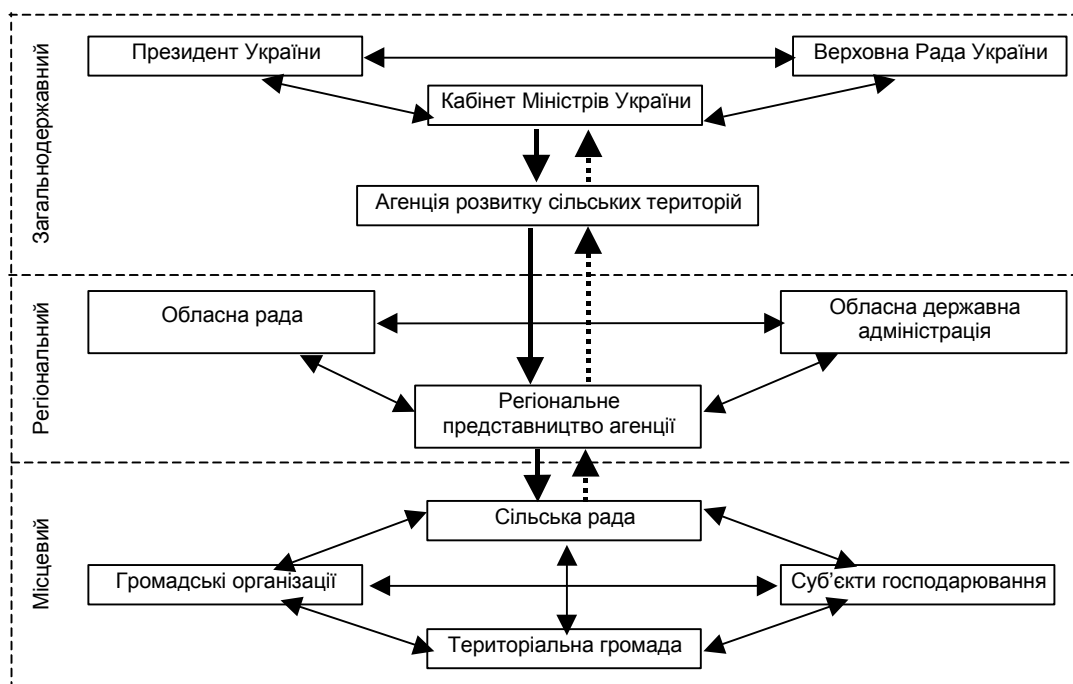 Загальнодержавний
Президент України
Верховна Рада України
Кабінет Міністрів України
Агенція розвитку сільських територій
Регіональний
Обласна рада
Обласна державна
адміністрація
Регіональне
представництво агенції
Місцевий
Сільська рада
Громадські організації
Суб’єкти господарювання
Територіальна громада